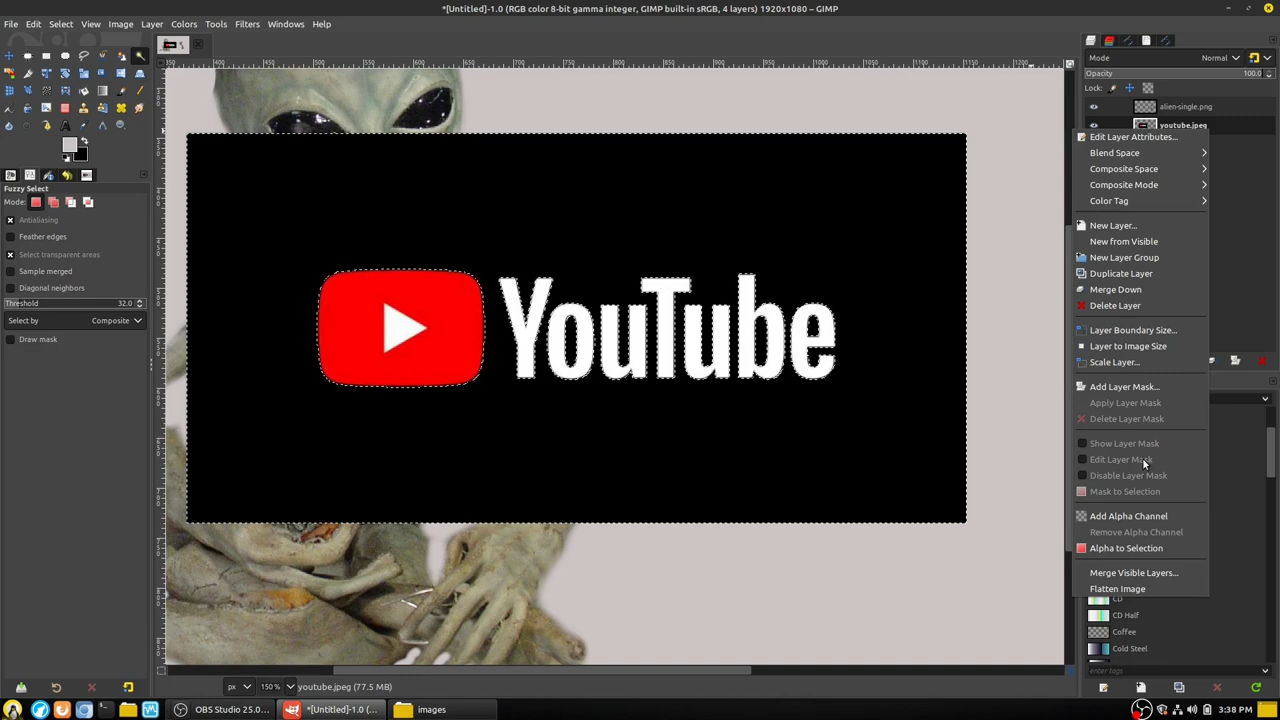 *[Untitled]-1.0 (RGB color 8-bit gamma integer, GIMP built-in sRGB, 4 layers) 1920x1080 – GIMP
File Edit Select View Image Layer Colors Tools Filters Windows Help
Mode Normal
Opacity 100.0
Lock:
alien-single.png
youtube.jpeg
Fuzzy Select
Mode:
Antialiasing
Feather edges
Select transparent areas
Sample merged
Diagonal neighbors
Threshold 32.0
Select by Composite
Draw mask
YouTube
Edit Layer Attributes...
Blend Space
Composite Space
Composite Mode
Color Tag
New Layer...
New from Visible
New Layer Group
Duplicate Layer
Merge Down
Delete Layer
Layer Boundary Size...
Layer to Image Size
Scale Layer...
Add Layer Mask...
Apply Layer Mask
Delete Layer Mask
Show Layer Mask
Edit Layer Mask
Disable Layer Mask
Mask to Selection
Add Alpha Channel
Remove Alpha Channel
Alpha to Selection
Merge Visible Layers...
Flatten Image
CD
CD Half
Coffee
Cold Steel
enter tags
px 150 % youtube.jpeg (77.5 MB)
OBS Studio 25.0... *[Untitled]-1.0 (... images 3:38 PM